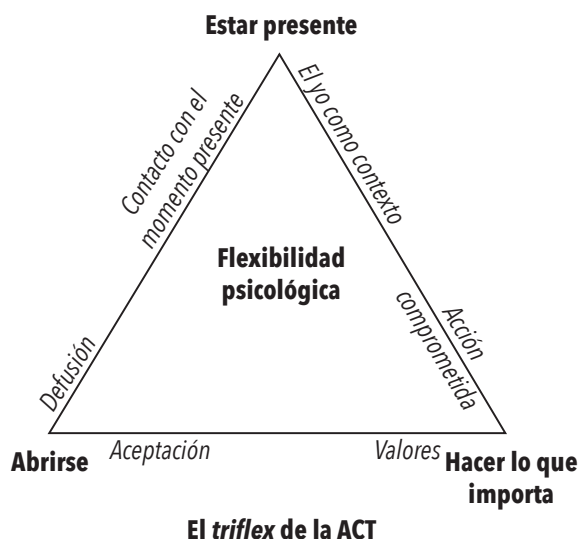 Estar presente
Contacto con el
momento presente
El yo como contexto
Flexibilidad
psicológica
Defusión
Acción
comprometida
Abrirse
Aceptación
Valores
Hacer lo que
importa
El triflex de la ACT